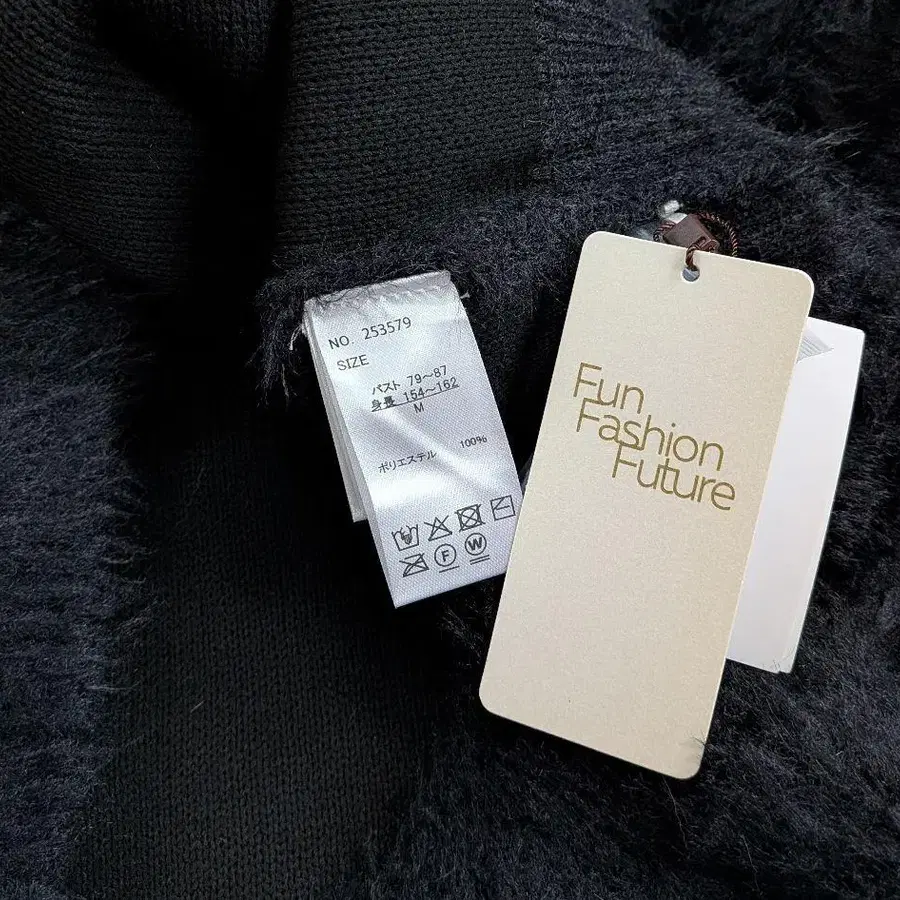 NO. 253579
SIZE
バスト 79～87
身長 154～162
M
ポリエステル 100%
F
W
Fun
Fashion
Future